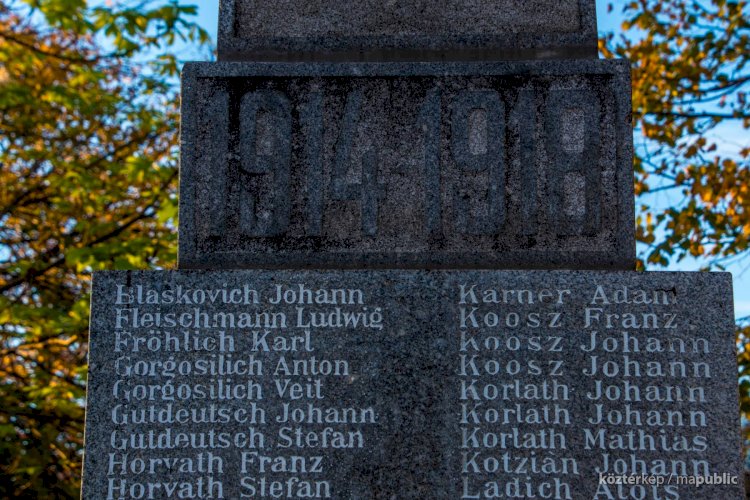 1914-1918
Blaskovich Johann
Fleischmann Ludwig
Fröhlich Karl
Gorgosilich Anton
Gorgosilich Veit
Gutdeutsch Johann
Gutdeutsch Stefan
Horvath Franz
Horvath Stefan
Karner Adam
Koosz Franz
Koosz Johann
Koosz Johann
Korlath Johann
Korlath Johann
Korlath Mathias
Kotziàn Johann
Ladich
köztérkép / mapublic